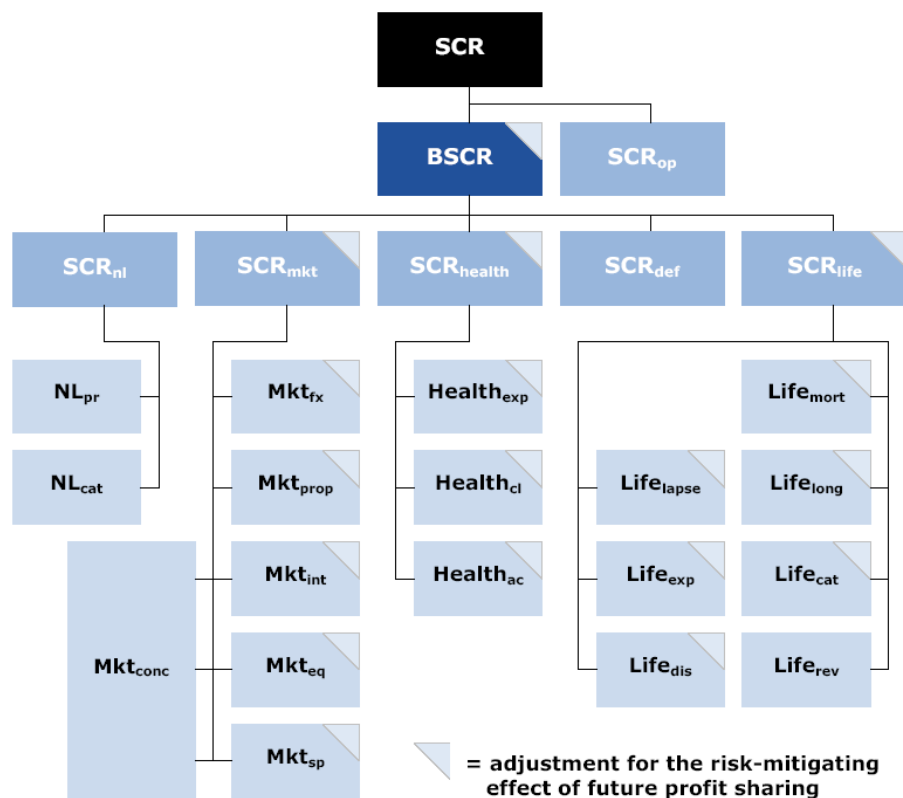 SCR
BSCR
SCRop
SCRnl
SCRmkt
SCRhealth
SCRdef
SCRlife
NLpr
Mktfx
Healthexp
Lifemort
NLcat
Mktprop
Healthcl
Lifelapse
Lifelong
Mktconc
Mktint
Healthac
Lifeexp
Lifecat
Mkteq
Lifedis
Liferev
Mktsp
= adjustment for the risk-mitigating
effect of future profit sharing